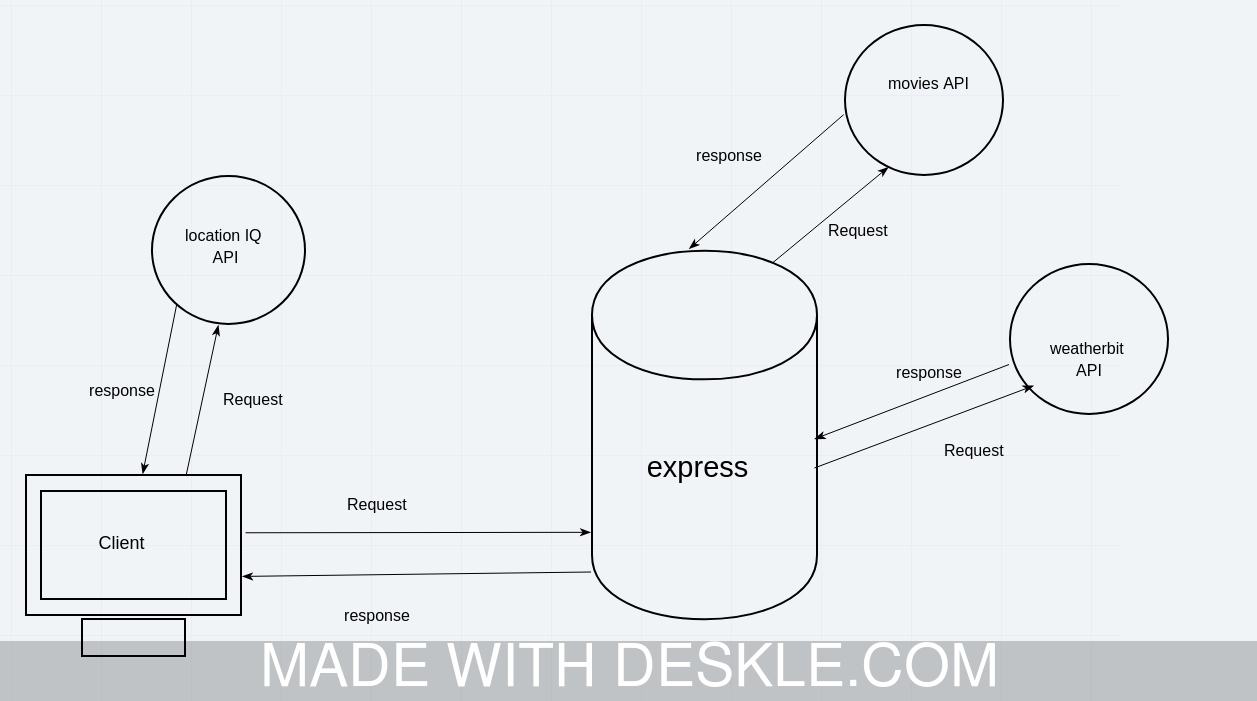 movies API
response
Request
location IQ
API
weatherbit
API
response
response
Request
Request
express
Request
Client
response
MADE WITH DESKLE.COM